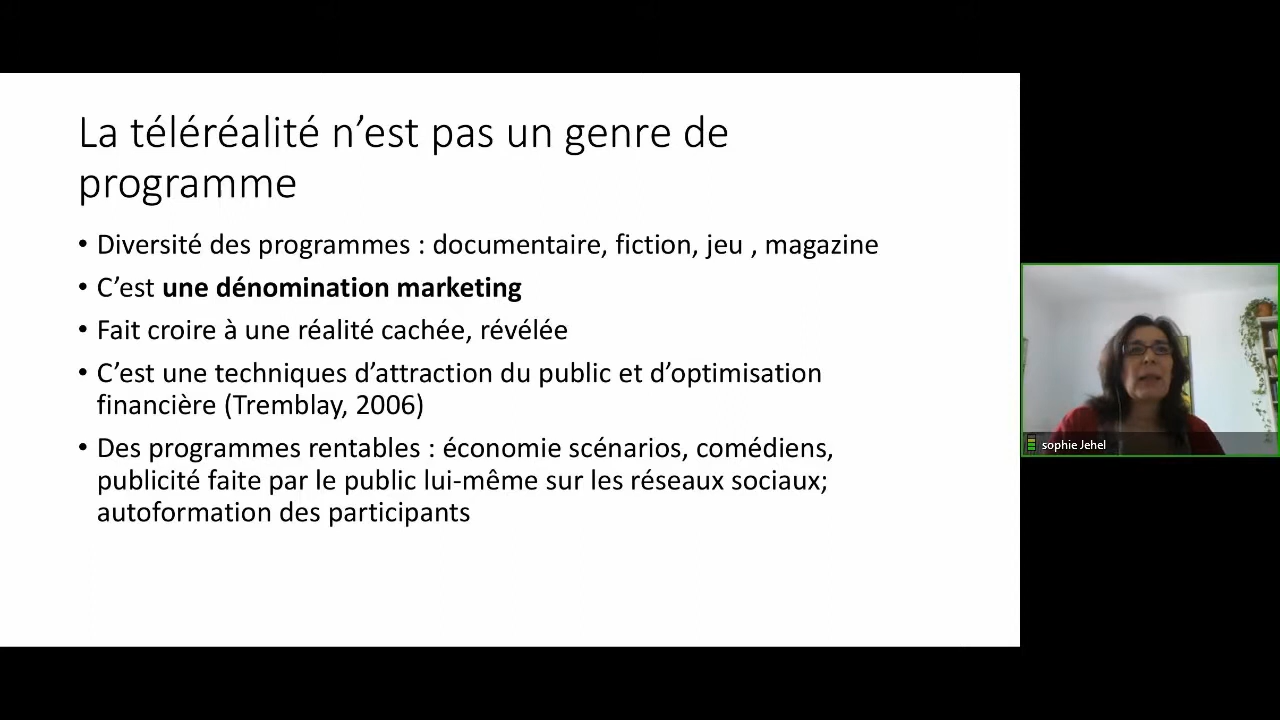 La téléréalité n’est pas un genre de
programme
• Diversité des programmes : documentaire, fiction, jeu , magazine
• C’est une dénomination marketing
• Fait croire à une réalité cachée, révélée
• C’est une techniques d’attraction du public et d’optimisation
financière (Tremblay, 2006)
• Des programmes rentables : économie scénarios, comédiens,
publicité faite par le public lui-même sur les réseaux sociaux;
autoformation des participants
sophie Jehel